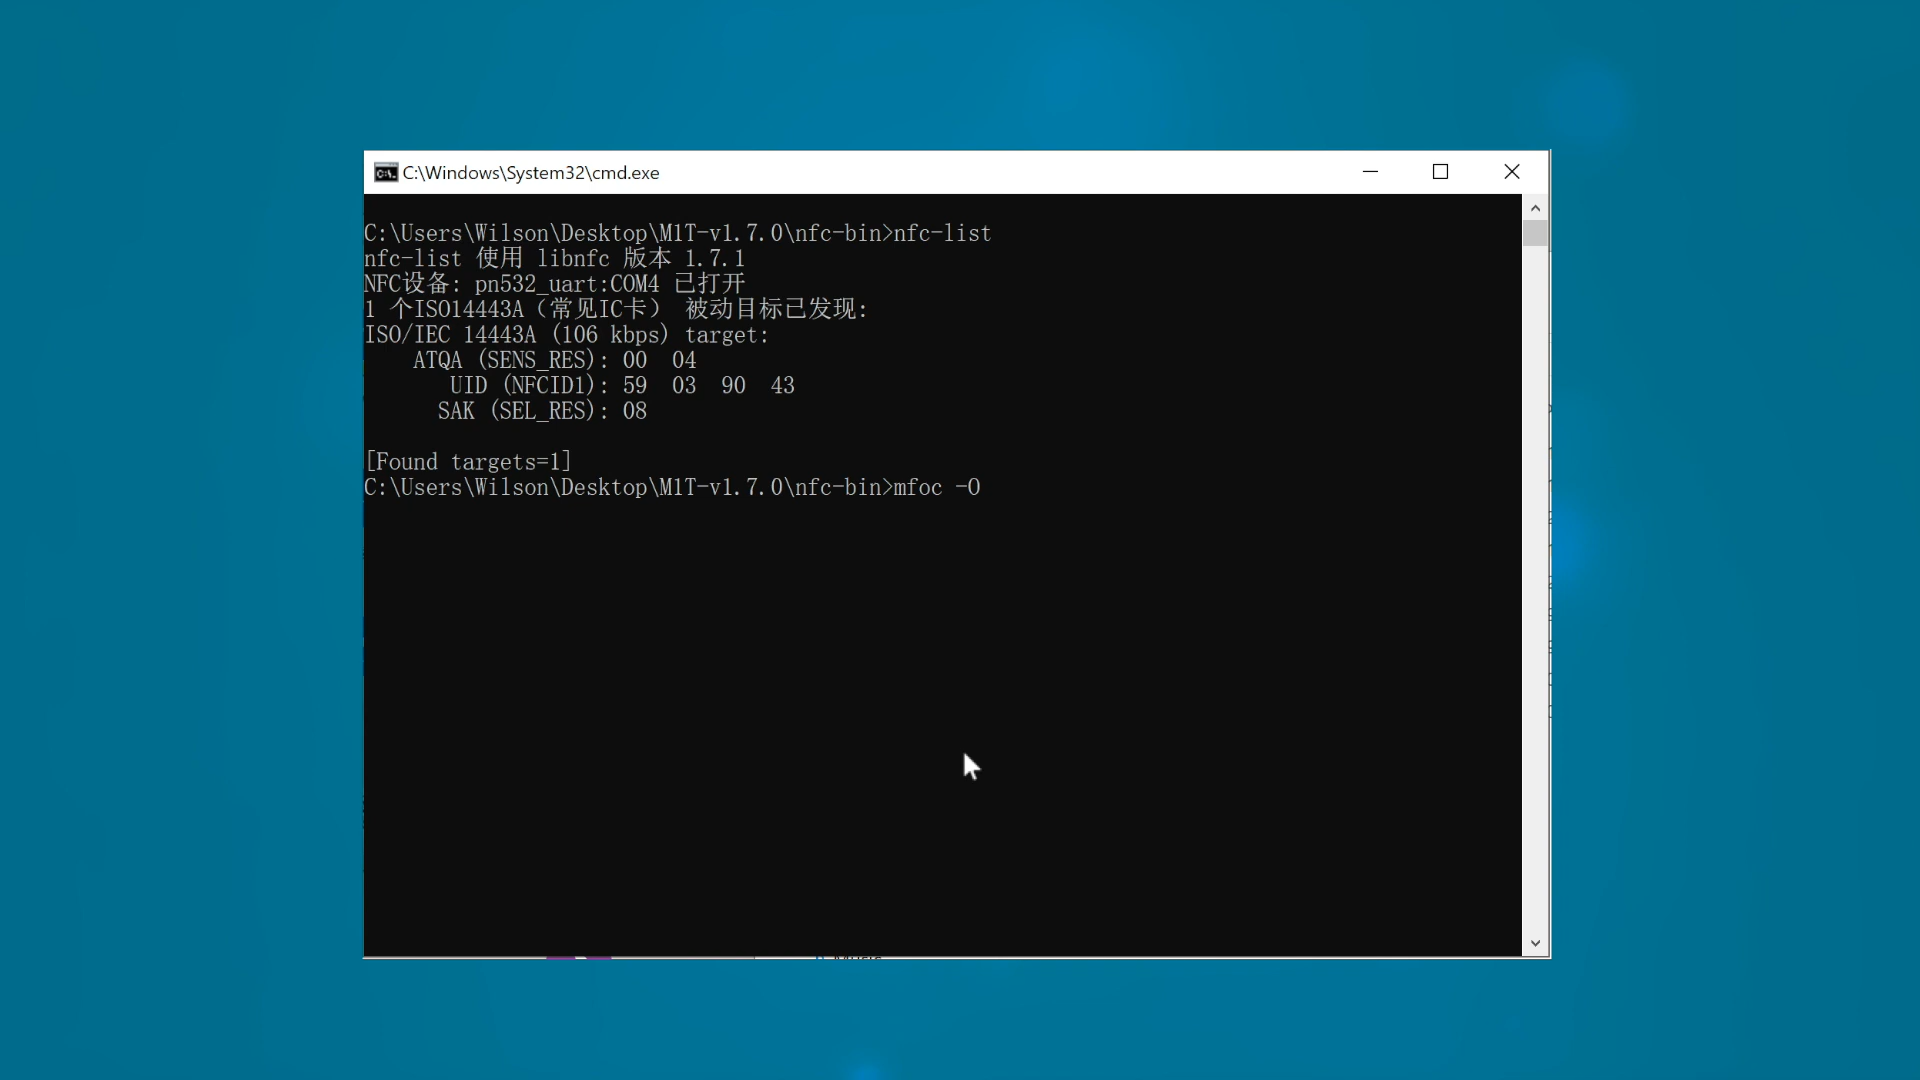 C:\Windows\System32\cmd.exe
C:\Users\Wilson\Desktop\M1T-v1.7.0\nfc-bin>nfc-list
nfc-list 使用 libnfc 版本 1.7.1
NFC设备: pn532_uart:COM4 已打开
1 个ISO14443A（常见IC卡） 被动目标已发现:
ISO/IEC 14443A (106 kbps) target:
ATQA (SENS_RES): 00 04
UID (NFCID1): 59 03 90 43
SAK (SEL_RES): 08
[Found targets=1]
C:\Users\Wilson\Desktop\M1T-v1.7.0\nfc-bin>mfoc -O